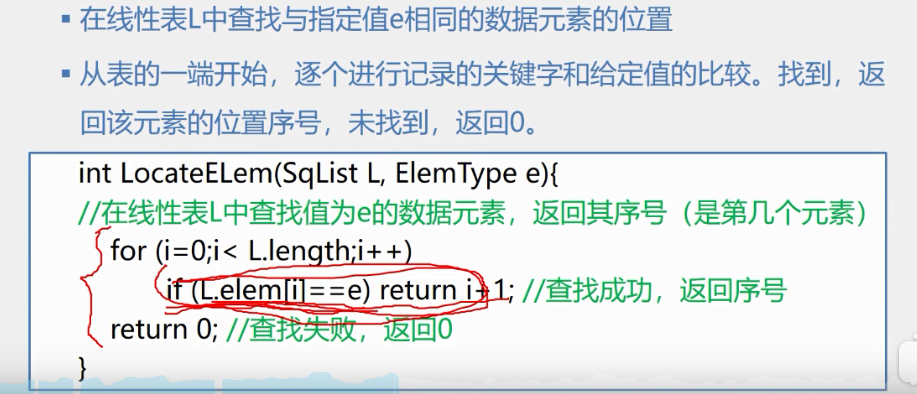 ▪ 在线性表L中查找与指定值e相同的数据元素的位置
▪ 从表的一端开始，逐个进行记录的关键字和给定值的比较。找到，返
回该元素的位置序号，未找到，返回0。
int LocateELem(SqList L, ElemType e){
//在线性表L中查找值为e的数据元素，返回其序号（是第几个元素）
for (i=0;i< L.length;i++)
if (L.elem[i]==e) return i+1; //查找成功，返回序号
return 0; //查找失败，返回0
}